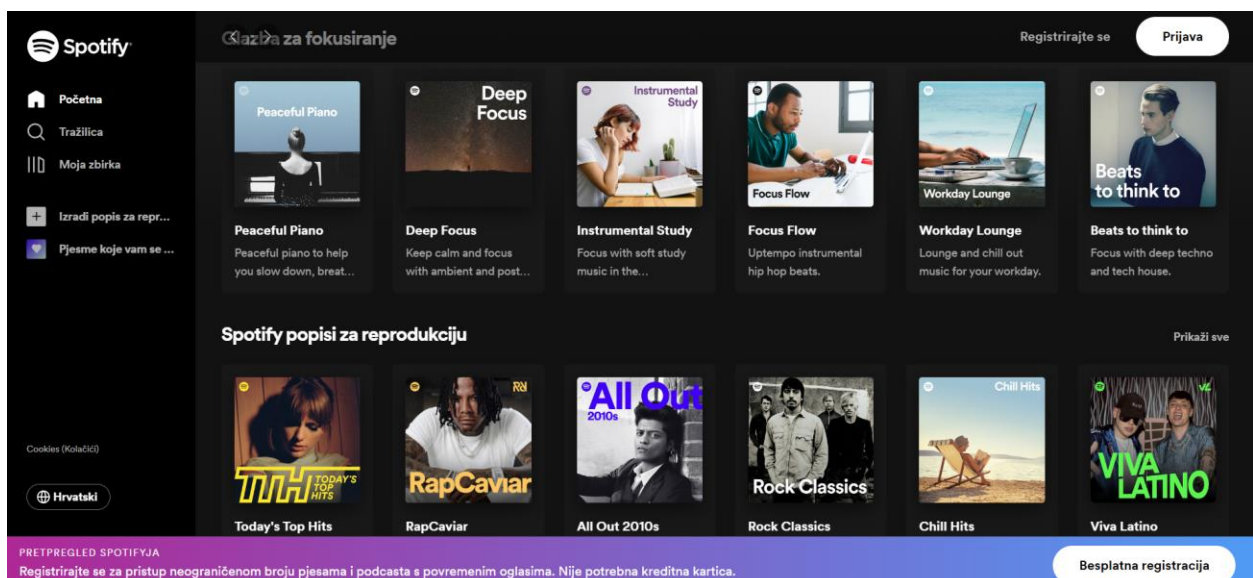 Spotify
Početna
Tražilica
Moja zbirka
Izradi popis za repr...
Pjesme koje vam se ...
Cookies (Kolačići)
Hrvatski
Glazba za fokusiranje
Registrirajte se
Prijava
Peaceful Piano
Deep
Focus
Instrumental
Study
Focus Flow
Workday Lounge
Beats
to think to
Peaceful Piano
Peaceful piano to help
you slow down, breat...
Deep Focus
Keep calm and focus
with ambient and post...
Instrumental Study
Focus with soft study
music in the...
Focus Flow
Uptempo instrumental
hip hop beats.
Workday Lounge
Lounge and chill out
music for your workday.
Beats to think to
Focus with deep techno
and tech house.
Spotify popisi za reprodukciju
Prikaži sve
TTH TODAY'S
TOP
HITS
RapCaviar
All Out
2010s
Rock Classics
Chill Hits
VIVA
LATINO
Today's Top Hits
RapCaviar
All Out 2010s
Rock Classics
Chill Hits
Viva Latino
PRETPREGLED SPOTIFYJA
Registrirajte se za pristup neograničenom broju pjesama i podcasta s povremenim oglasima. Nije potrebna kreditna kartica.
Besplatna registracija